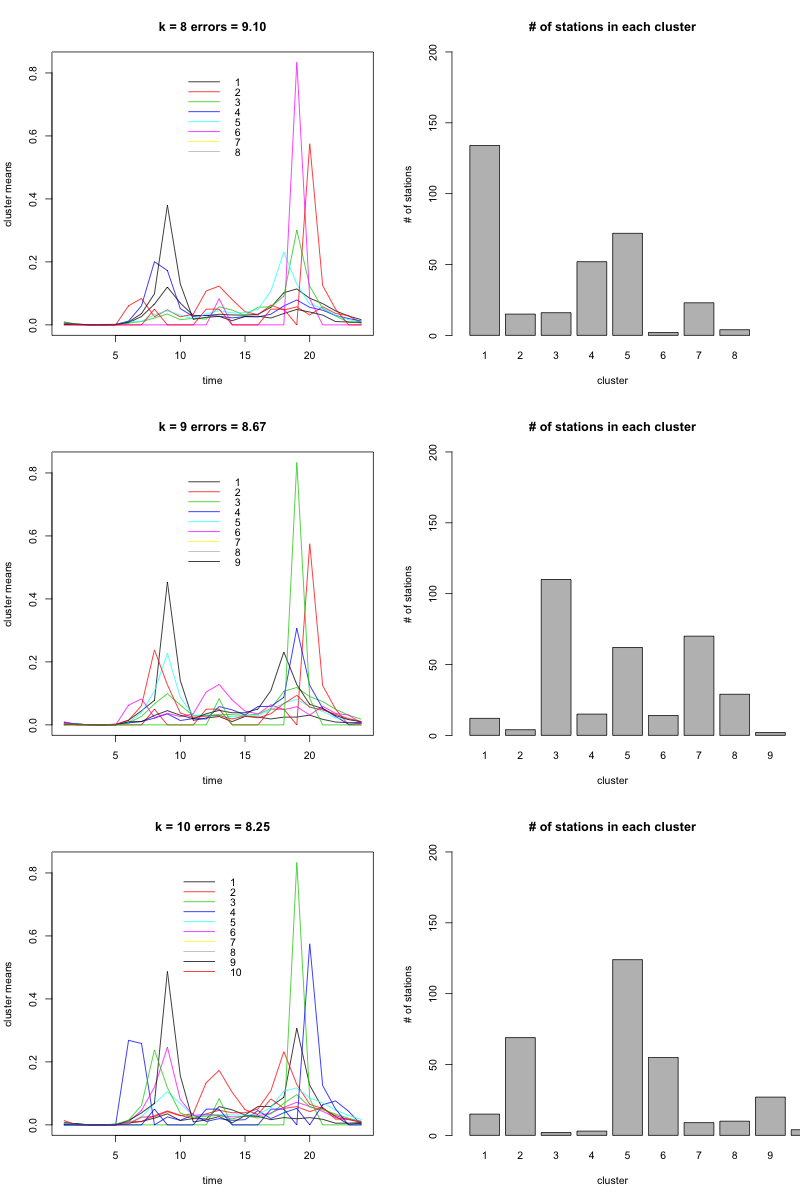 k = 8 errors = 9.10
cluster means
0.0 0.2 0.4 0.6 0.8
1
2
3
4
5
6
7
8
5 10 15 20
time
# of stations in each cluster
# of stations
0 50 100 150 200
1 2 3 4 5 6 7 8
cluster
k = 9 errors = 8.67
cluster means
0.0 0.2 0.4 0.6 0.8
1
2
3
4
5
6
7
8
9
5 10 15 20
time
# of stations in each cluster
# of stations
0 50 100 150 200
1 2 3 4 5 6 7 8 9
cluster
k = 10 errors = 8.25
cluster means
0.0 0.2 0.4 0.6 0.8
1
2
3
4
5
6
7
8
9
10
5 10 15 20
time
# of stations in each cluster
# of stations
0 50 100 150 200
1 2 3 4 5 6 7 8 9
cluster